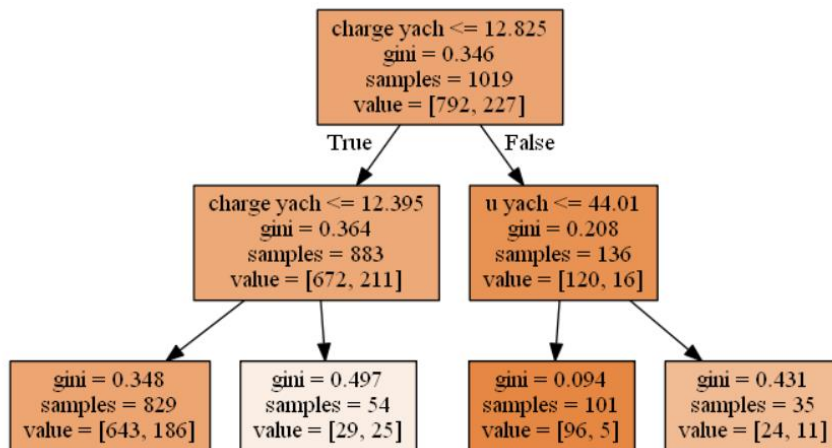 charge yach <= 12.825
gini = 0.346
samples = 1019
value = [792, 227]
True
False
charge yach <= 12.395
gini = 0.364
samples = 883
value = [672, 211]
u yach <= 44.01
gini = 0.208
samples = 136
value = [120, 16]
gini = 0.348
samples = 829
value = [643, 186]
gini = 0.497
samples = 54
value = [29, 25]
gini = 0.094
samples = 101
value = [96, 5]
gini = 0.431
samples = 35
value = [24, 11]